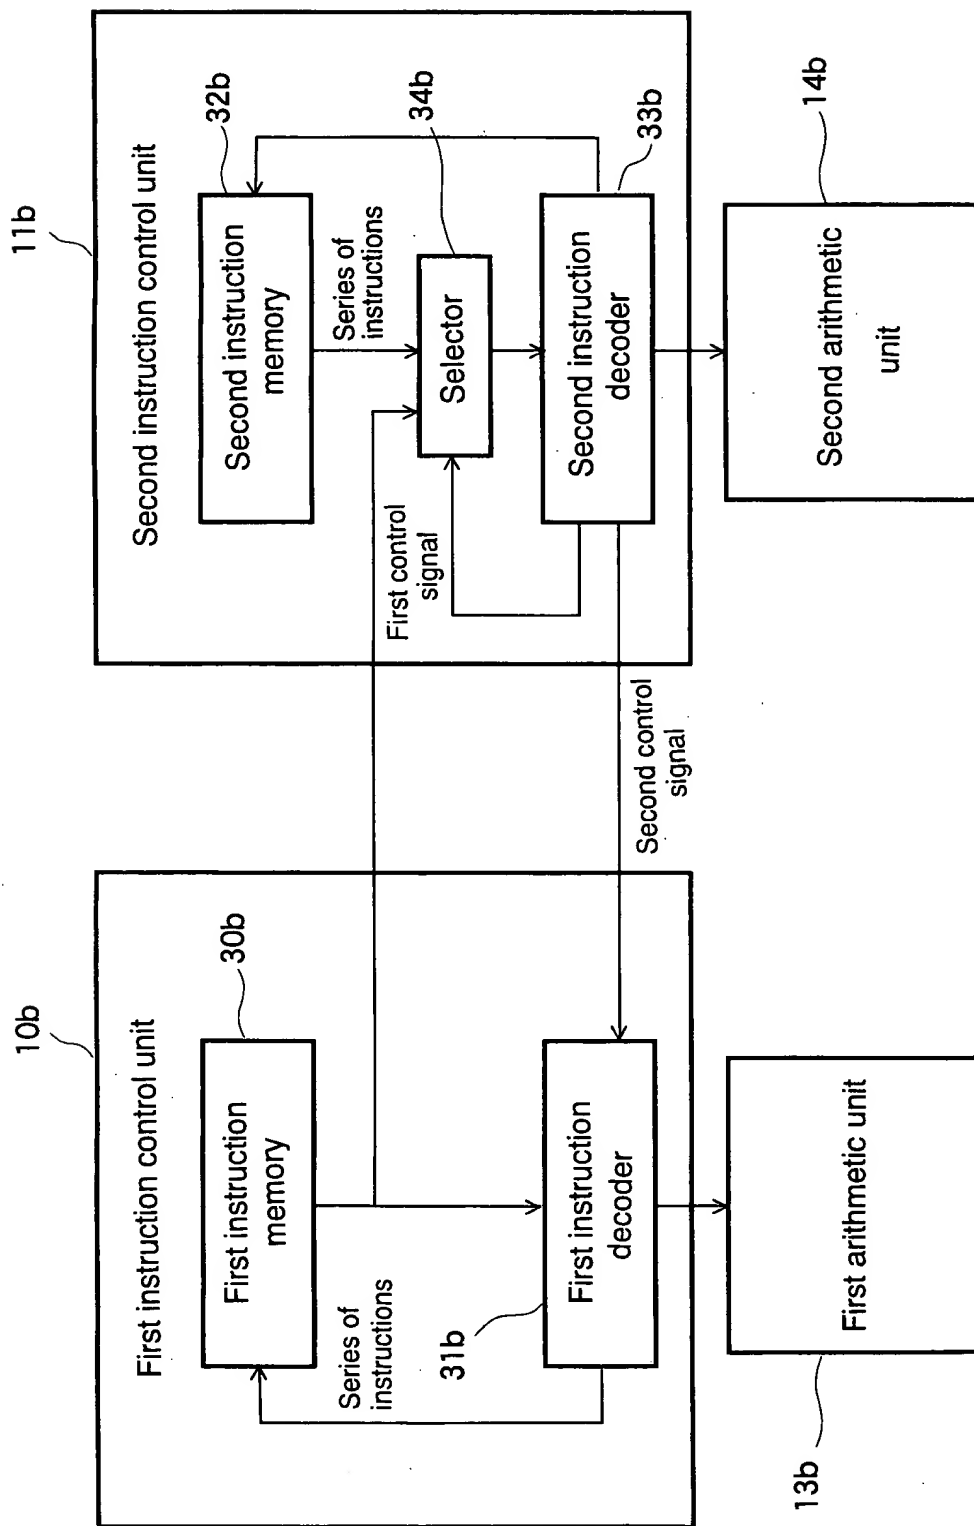 10b
First instruction control unit
30b
First instruction
memory
Series of
instructions
31b
First instruction
decoder
First arithmetic unit
13b
11b
Second instruction control unit
32b
Second instruction
memory
Series of
instructions
34b
Selector
First control
signal
33b
Second instruction
decoder
Second control
signal
14b
Second arithmetic
unit